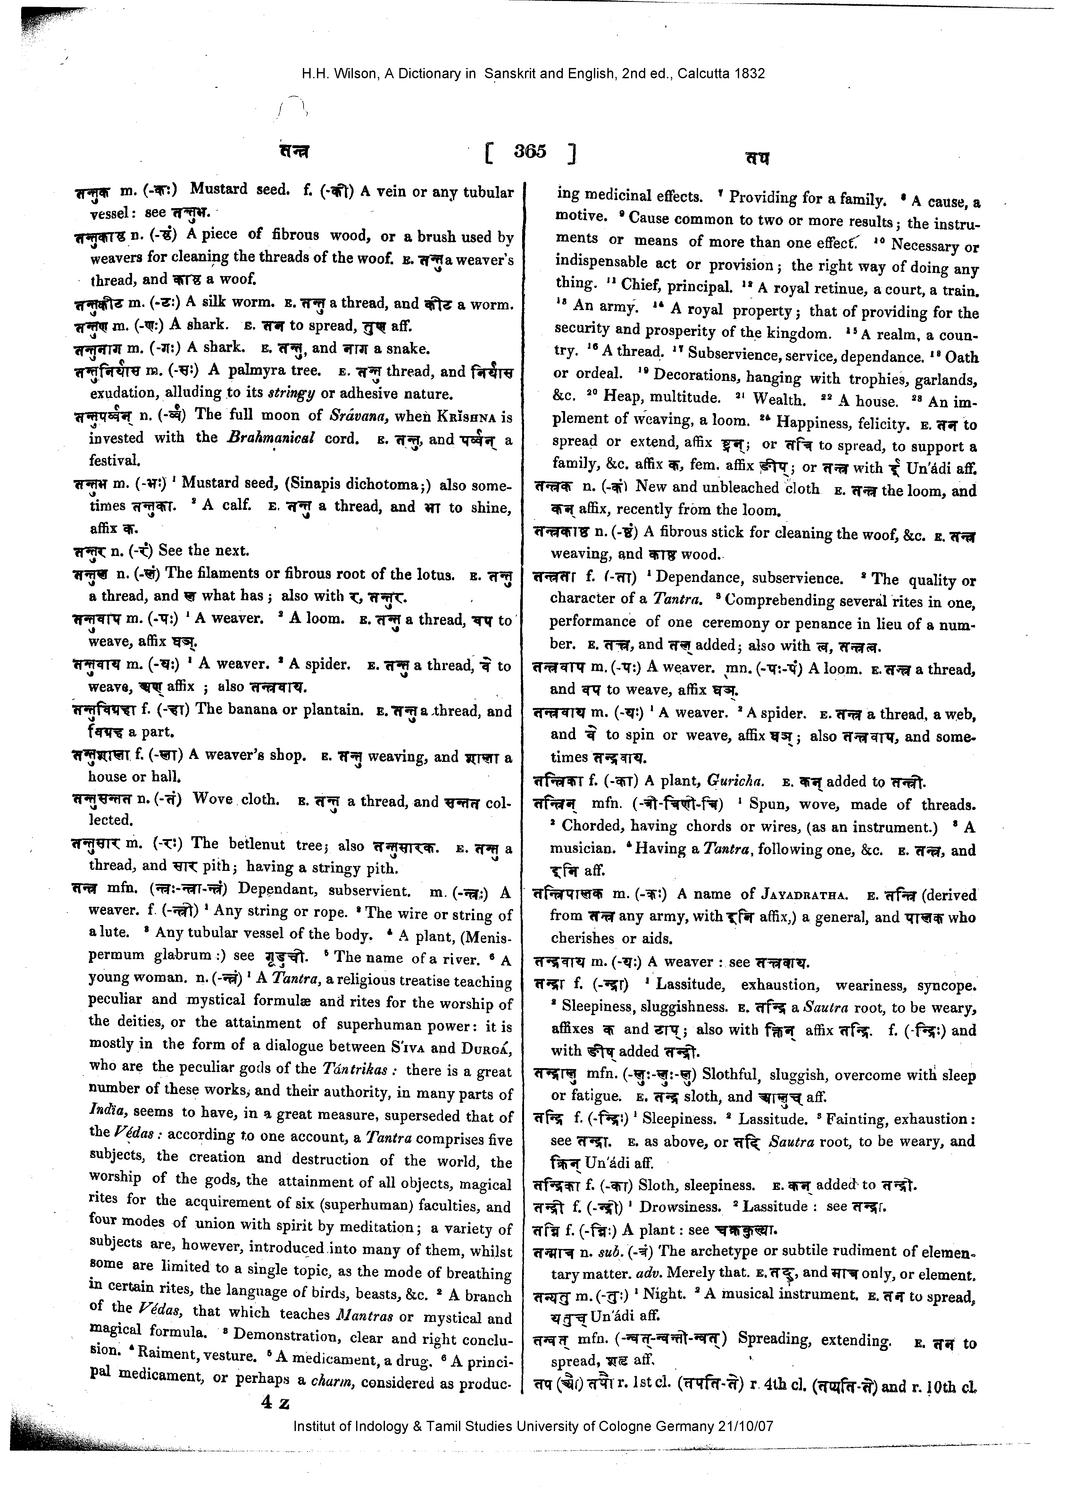 H.H. Wilson, A Dictionary in Sanskrit and English, 2nd ed., Calcutta 1832
तन्त्र
[ 365 ]
तप
तन्तुक m. (-कः) Mustard seed. f. (-की) A vein or any tubular
vessel: see तन्तुभ.
तन्तुकाष्ठ n. (-ष्ठं) A piece of fibrous wood, or a brush used by
weavers for cleaning the threads of the woof. E. तन्तु a weaver's
thread, and काष्ठ a woof.
तन्तुकीट m. (-टः) A silk worm. E. तन्तु a thread, and कीट a worm.
तन्तुण m. (-णः) A shark. E. तन to spread, तुण् aff.
तन्तुनाग m. (-गः) A shark. E. तन्तु, and नाग a snake.
तन्तुनिर्यास m. (-सः) A palmyra tree. E. तन्तु thread, and निर्यास
exudation, alluding to its stringy or adhesive nature.
तन्तुपर्व्वन् n. (-र्व्व) The full moon of Srávana, when KRĬSHNA is
invested with the Brahmanical cord. E. तन्तु, and पर्व्वन् a
festival.
तन्तुभ m. (-भः) ¹ Mustard seed, (Sinapis dichotoma;) also some-
times तन्तुका. ² A calf. E. तन्तु a thread, and भा to shine,
affix क.
तन्तुर n. (-रं) See the next.
तन्तुल n. (-लं) The filaments or fibrous root of the lotus. E. तन्तु
a thread, and ल what has; also with र, तन्तुर.
तन्तुवाप m. (-पः) ¹ A weaver. ² A loom. E. तन्तु a thread, वप to
weave, affix घञ्.
तन्तुवाय m. (-यः) ¹ A weaver. ² A spider. E. तन्तु a thread, वे to
weave, अण् affix ; also तन्त्रवाय.
तन्तुविग्रहा f. (-हा) The banana or plantain. E. तन्तु a thread, and
विग्रह a part.
तन्तुशाला f. (-ला) A weaver's shop. E. तन्तु weaving, and शाला a
house or hall.
तन्तुसन्तत n. (-तं) Wove cloth. E. तन्तु a thread, and सन्तत col-
lected.
तन्तुसार m. (-रः) The betlenut tree; also तन्तुसारक. E. तन्तु a
thread, and सार pith; having a stringy pith.
तन्त्र mfn. (-न्त्रः-न्त्रा-न्त्रं) Dependant, subservient. m. (-न्त्रः) A
weaver. f. (-न्त्री) ¹ Any string or rope. ² The wire or string of
a lute. ³ Any tubular vessel of the body. ⁴ A plant, (Menis-
permum glabrum:) see गूडूची. ⁵ The name of a river. ⁶ A
young woman. n. (-न्त्रं) ¹ A Tantra, a religious treatise teaching
peculiar and mystical formulæ and rites for the worship of
the deities, or the attainment of superhuman power: it is
mostly in the form of a dialogue between S'IVA and DURGÁ,
who are the peculiar gods of the Tántrikas : there is a great
number of these works, and their authority, in many parts of
India, seems to have, in a great measure, superseded that of
the Védas : according to one account, a Tantra comprises five
subjects, the creation and destruction of the world, the
worship of the gods, the attainment of all objects, magical
rites for the acquirement of six (superhuman) faculties, and
four modes of union with spirit by meditation; a variety of
subjects are, however, introduced into many of them, whilst
some are limited to a single topic, as the mode of breathing
in certain rites, the language of birds, beasts, &c. ² A branch
of the Védas, that which teaches Mantras or mystical and
magical formula. ³ Demonstration, clear and right conclu-
sion. ⁴ Raiment, vesture. ⁵ A medicament, a drug. ⁶ A princi-
pal medicament, or perhaps a charm, considered as produc-
4 Z
ing medicinal effects. ⁷ Providing for a family. ⁸ A cause, a
motive. ⁹ Cause common to two or more results; the instru-
ments or means of more than one effect. ¹⁰ Necessary or
indispensable act or provision; the right way of doing any
thing. ¹¹ Chief, principal. ¹² A royal retinue, a court, a train.
¹³ An army. ¹⁴ A royal property; that of providing for the
security and prosperity of the kingdom. ¹⁵ A realm, a coun-
try. ¹⁶ A thread. ¹⁷ Subservience, service, dependance. ¹⁸ Oath
or ordeal. ¹⁹ Decorations, hanging with trophies, garlands,
&c. ²⁰ Heap, multitude. ²¹ Wealth. ²² A house. ²³ An im-
plement of weaving, a loom. ²⁴ Happiness, felicity. E. तन to
spread or extend, affix ष्ट्रन्; or तत्रि to spread, to support a
family, &c. affix क, fem. affix ङीप्; or तन्त्र with ई Un'ádi aff.
तन्त्रक n. (-कं) New and unbleached cloth E. तन्त्र the loom, and
कन् affix, recently from the loom.
तन्त्रकाष्ठ n. (-ष्ठं) A fibrous stick for cleaning the woof, &c. E. तन्त्र
weaving, and काष्ठ wood.
तन्त्रता f. (-ता) ¹ Dependance, subservience. ² The quality or
character of a Tantra. ³ Comprehending several rites in one,
performance of one ceremony or penance in lieu of a num-
ber. E. तन्त्र, and तल् added; also with त्व, तन्त्रत्व.
तन्त्रवाप m. (-पः) A weaver. mn. (-पः-पं) A loom. E. तन्त्र a thread,
and वप to weave, affix घञ्.
तन्त्रवाय m. (-यः) ¹ A weaver. ² A spider. E. तन्त्र a thread, a web,
and वे to spin or weave, affix घञ् ; also तन्त्रवाप, and some-
times तन्द्रवाय.
तन्त्रिका f. (-का) A plant, Guricha. E. कन् added to तन्त्री.
तन्त्रिन् mfn. (-न्त्री-न्त्रिणी-न्त्रि) ¹ Spun, wove, made of threads.
² Chorded, having chords or wires, (as an instrument.) ³ A
musician. ⁴ Having a Tantra, following one, &c. E. तन्त्र, and
इनि aff.
तन्त्रिपालक m. (-कः) A name of JAYADRATHA. E. तन्त्रि (derived
from तन्त्र any army, with इनि affix,) a general, and पालक who
cherishes or aids.
तन्द्रवाय m. (-यः) A weaver : see तन्त्रवाय.
तन्द्रा f. (-न्द्रा) ¹ Lassitude, exhaustion, weariness, syncope.
² Sleepiness, sluggishness. E. तन्द्रि a Sautra root, to be weary,
affixes क and टाप्; also with क्रिन् affix तन्द्रि. f. (-न्द्रिः) and
with ङीष् added तन्द्री.
तन्द्रालु mfn. (-लुः-लुः-लु) Slothful, sluggish, overcome with sleep
or fatigue. E. तन्द्र sloth, and आलुच् aff.
तन्द्रि f. (-न्द्रिः) ¹ Sleepiness. ² Lassitude. ³ Fainting, exhaustion:
see तन्द्रा. E. as above, or तदि Sautra root, to be weary, and
क्रिन् Un'ádi aff.
तन्द्रिका f. (-का) Sloth, sleepiness. E. कन् added to तन्द्री.
तन्द्री f. (-न्द्री) ¹ Drowsiness. ² Lassitude : see तन्द्रा.
तन्नि f. (-न्निः) A plant : see चक्रकुल्या.
तन्मात्र n. sub. (-त्रं) The archetype or subtile rudiment of elemen-
tary matter. adv. Merely that. E. तद्, and मात्र only, or element.
तन्यतु m. (-तुः) ¹ Night. ² A musical instrument. E. तन to spread,
यतुच् Un'ádi aff.
तन्वत् mfn. (-न्वत्-न्वन्ती-न्वत्) Spreading, extending. E. तन to
spread, शतृ aff.
तप (औ) तपै r. 1st cl. (तपति-ते) r. 4th cl. (तप्यति-ते) and r. 10th cl.
Institut of Indology & Tamil Studies University of Cologne Germany 21/10/07